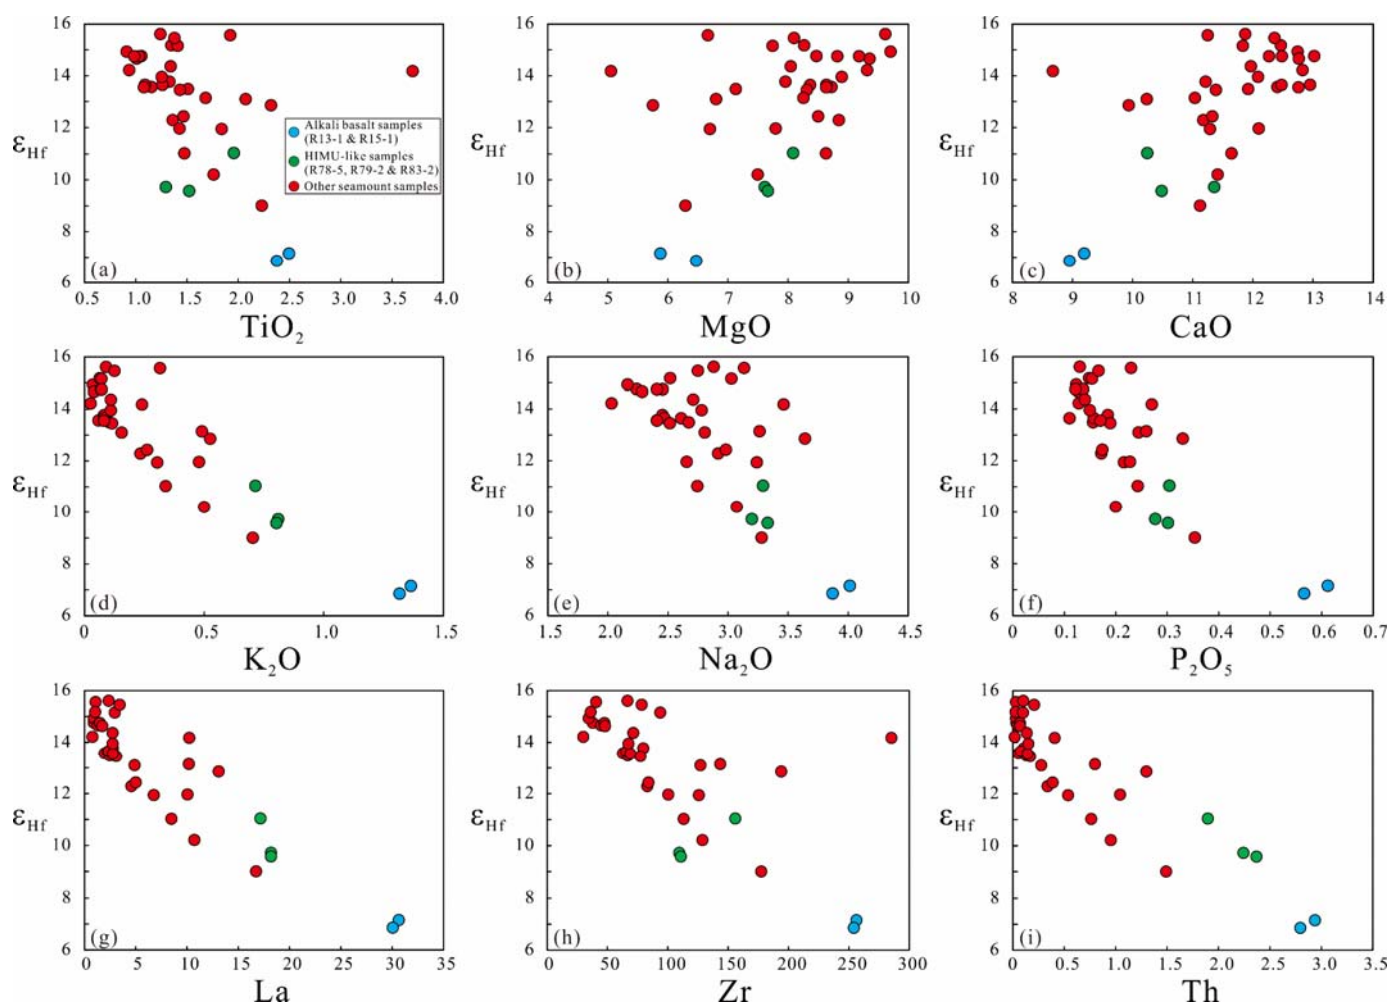 16
14
12
10
8
6
εHf
Alkali basalt samples
(R13-1 & R15-1)
HIMU-like samples
(R78-5, R79-2 & R83-2)
Other seamount samples
(a)
0.5 1.0 1.5 2.0 2.5 3.0 3.5 4.0
TiO2
16
14
12
10
8
6
εHf
(b)
4 5 6 7 8 9 10
MgO
16
14
12
10
8
6
εHf
(c)
8 9 10 11 12 13 14
CaO
16
14
12
10
8
6
εHf
(d)
0 0.5 1.0 1.5
K2O
16
14
12
10
8
6
εHf
(e)
1.5 2.0 2.5 3.0 3.5 4.0 4.5
Na2O
16
14
12
10
8
6
εHf
(f)
0 0.1 0.2 0.3 0.4 0.5 0.6 0.7
P2O5
16
14
12
10
8
6
εHf
(g)
0 5 10 15 20 25 30 35
La
16
14
12
10
8
6
εHf
(h)
0 50 100 150 200 250 300
Zr
16
14
12
10
8
6
εHf
(i)
0 0.5 1.0 1.5 2.0 2.5 3.0 3.5
Th